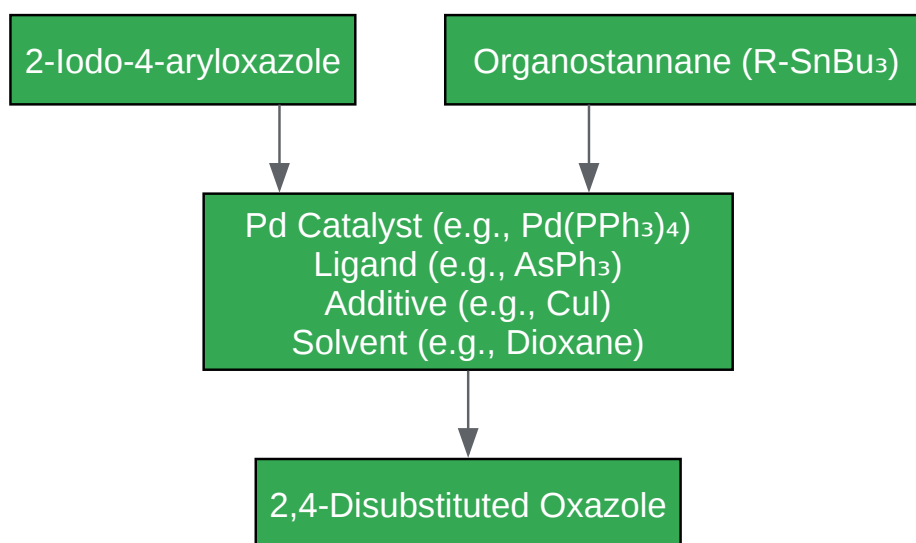 2-Iodo-4-aryloxazole
Organostannane (R-SnBu₃)
Pd Catalyst (e.g., Pd(PPh₃)₄)
Ligand (e.g., AsPh₃)
Additive (e.g., CuI)
Solvent (e.g., Dioxane)
2,4-Disubstituted Oxazole